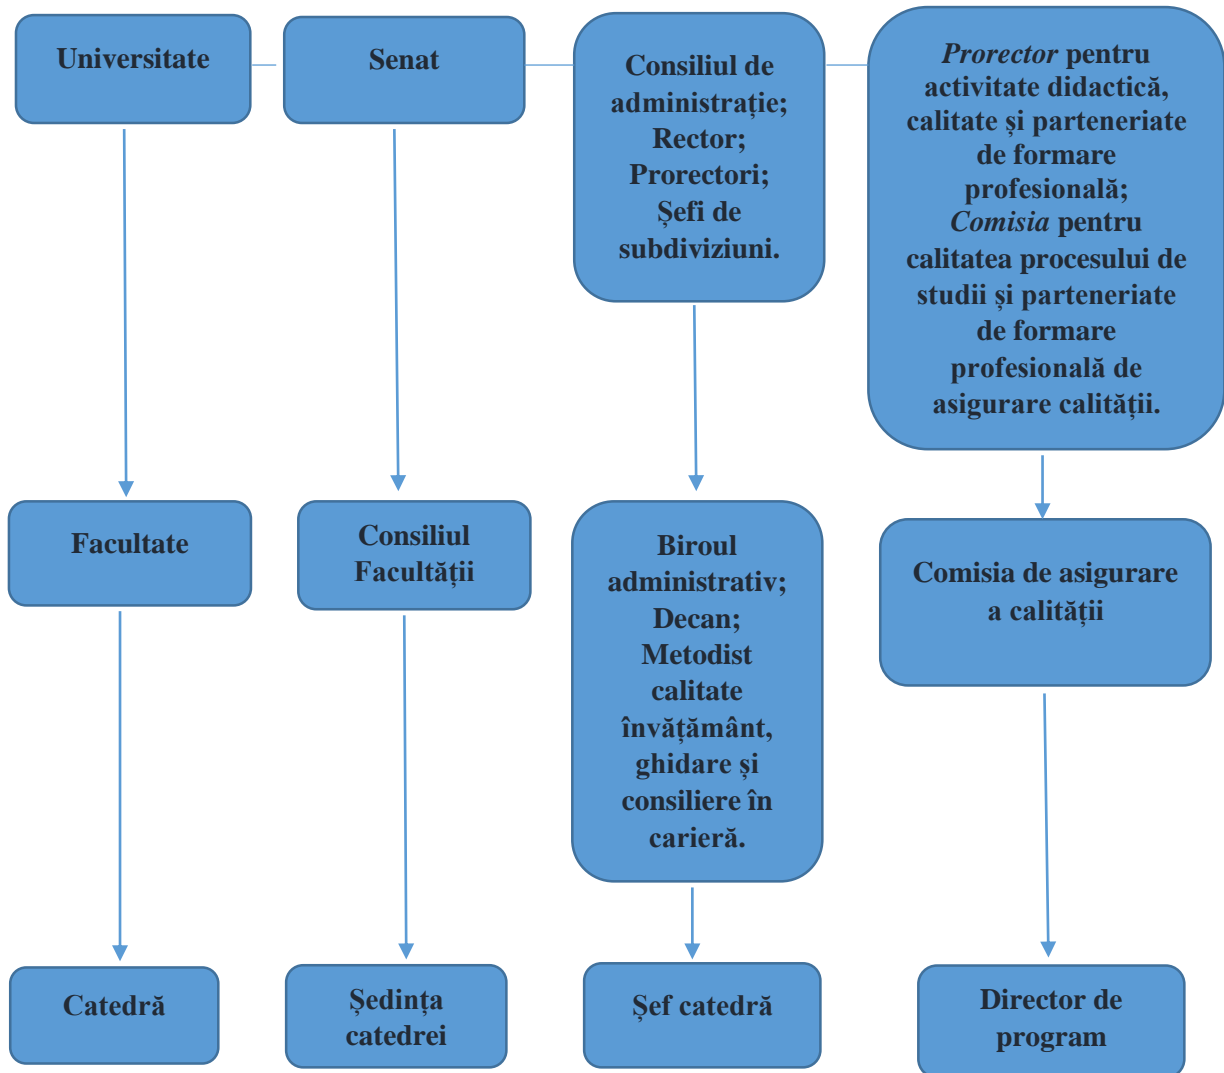 Universitate
Senat
Consiliul de
administrație;
Rector;
Prorectori;
Șefi de
subdiviziuni.
Prorector pentru
activitate didactică,
calitate și parteneriate
de formare
profesională;
Comisia pentru
calitatea procesului de
studii și parteneriate
de formare
profesională de
asigurare calității.
Facultate
Consiliul
Facultății
Biroul
administrativ;
Decan;
Metodist
calitate
învățământ,
ghidare și
consiliere în
carieră.
Comisia de asigurare
a calității
Catedră
Ședința
catedrei
Șef catedră
Director de
program